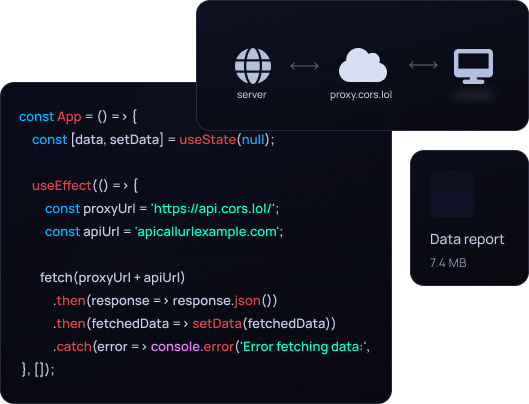 server
proxy.cors.lol
const App = () => {
const [data, setData] = useState(null);
useEffect(() => {
const proxyUrl = 'https://api.cors.lol/';
const apiUrl = 'apicallurlexample.com';
fetch(proxyUrl + apiUrl)
.then(response => response.json())
.then(fetchedData => setData(fetchedData))
.catch(error => console.error('Error fetching data:',
}, []);
Data report
7.4 MB